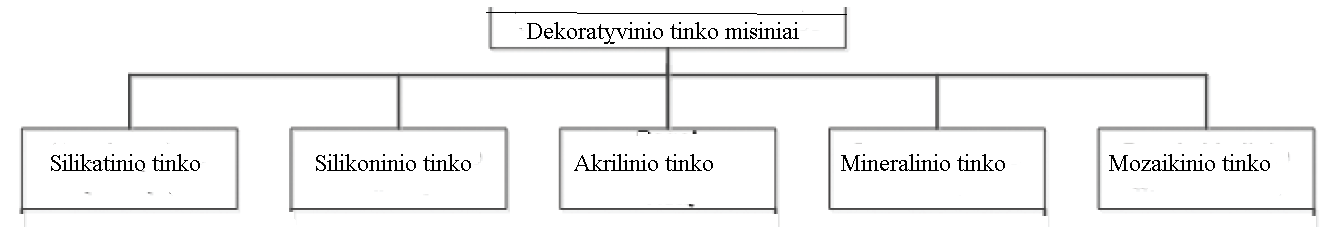 Dekoratyvinio tinko misiniai
Silikatinio tinko
Silikoninio tinko
Akrilinio tinko
Mineralinio tinko
Mozaikinio tinko